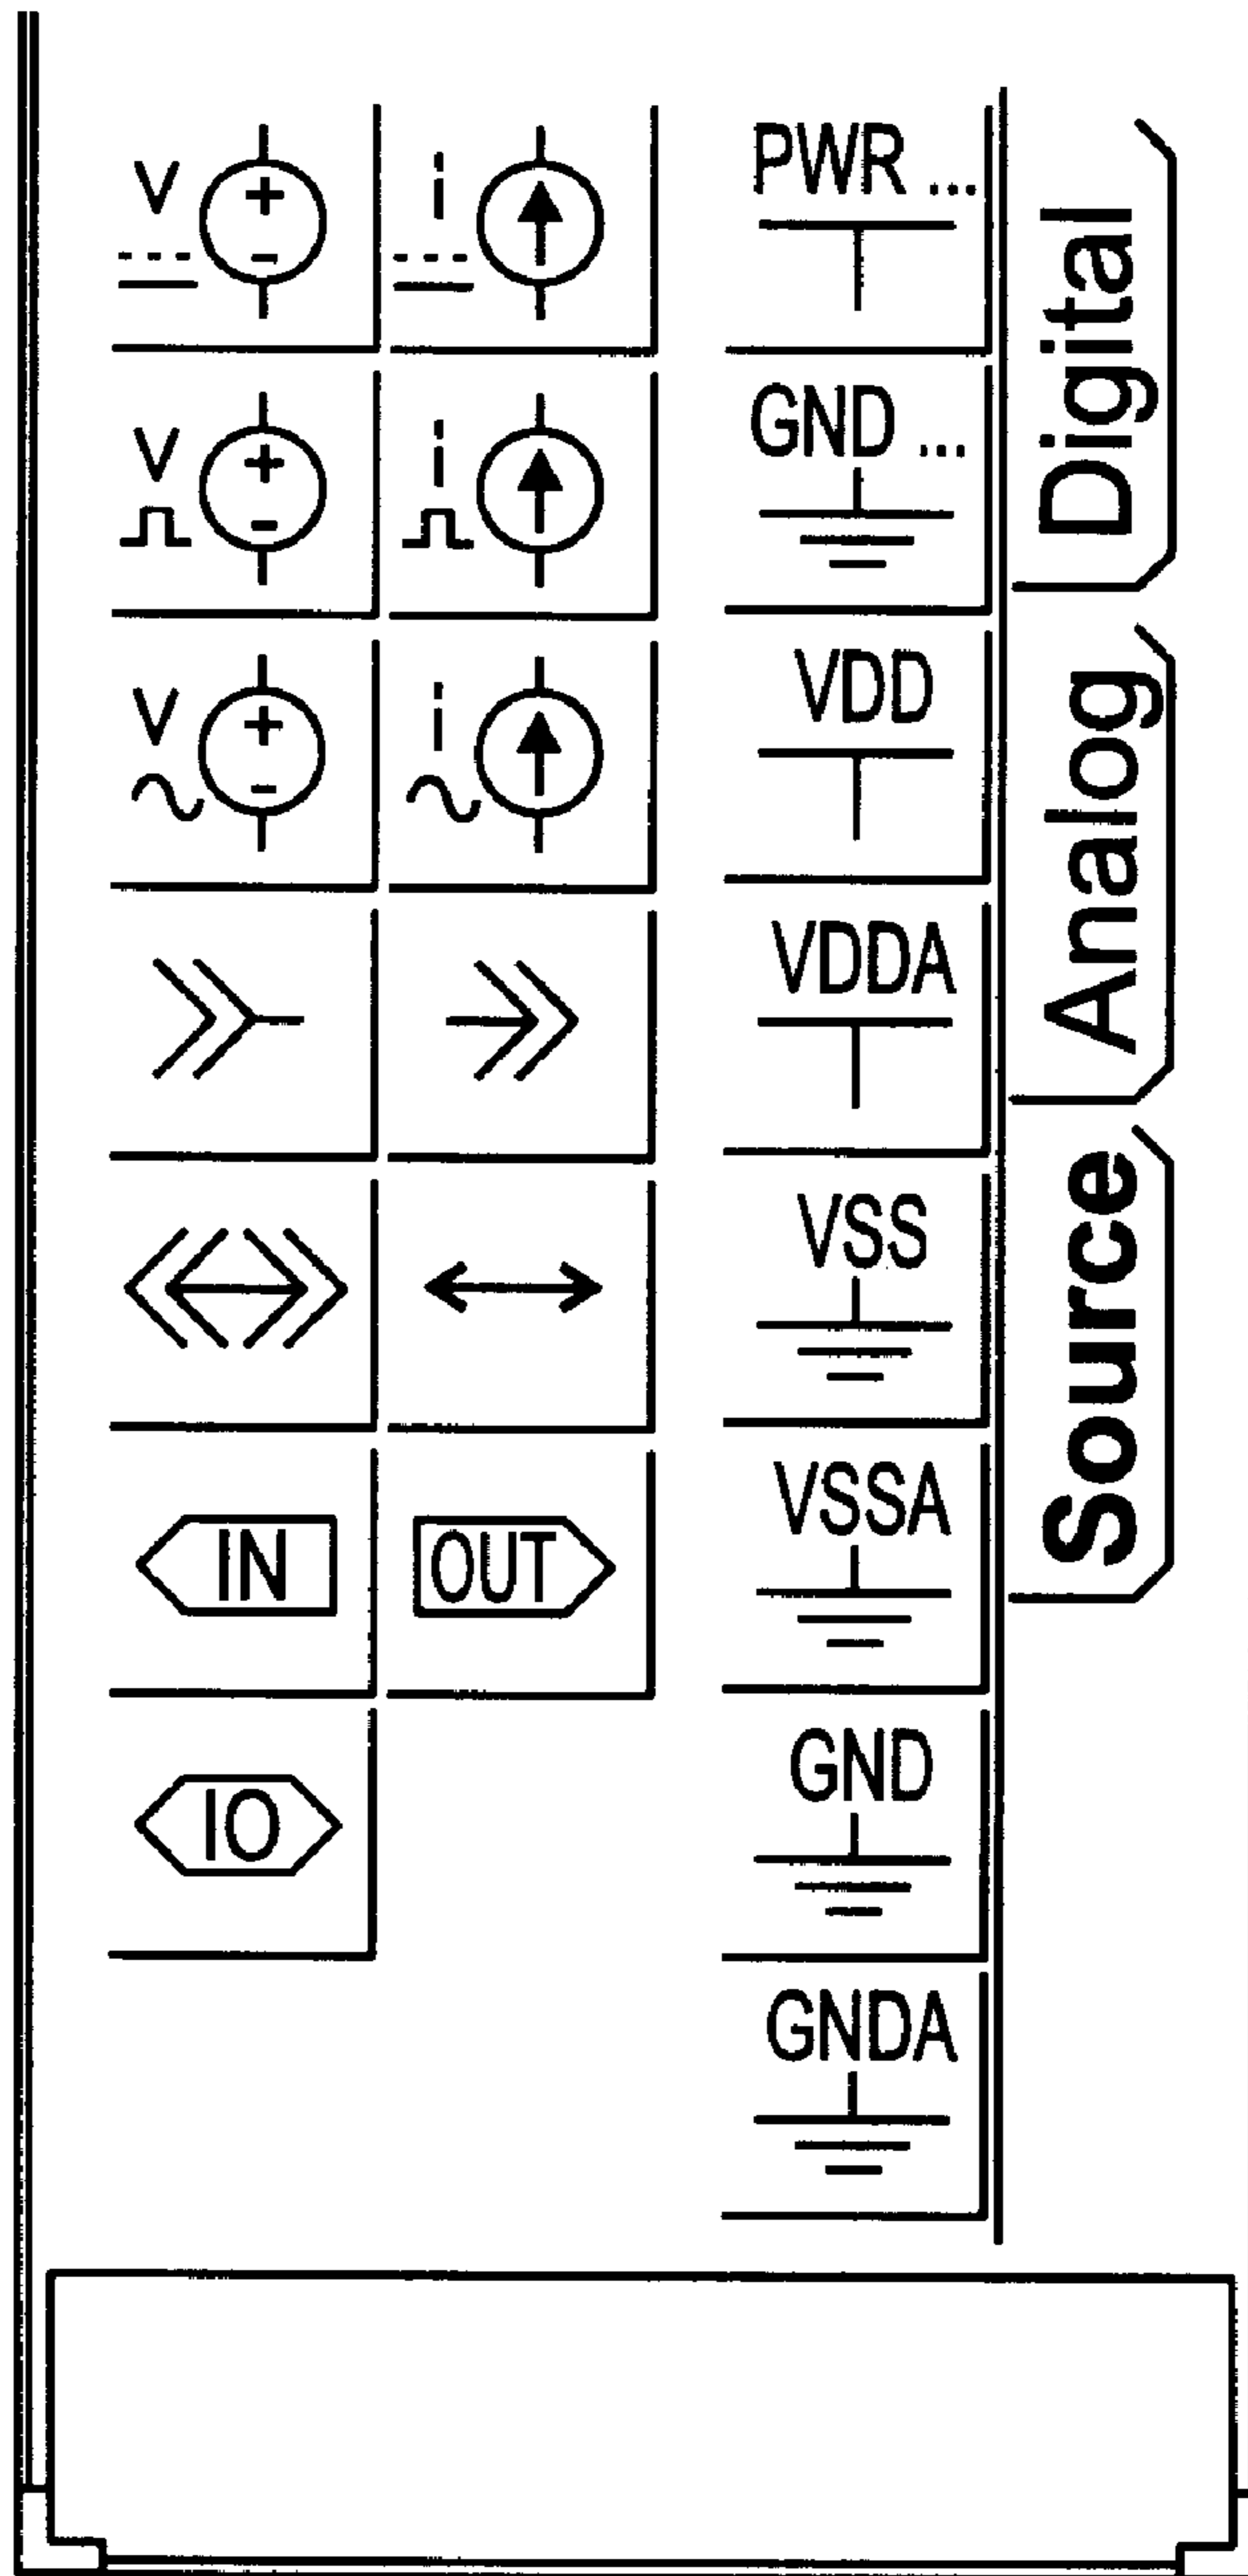 V
i
PWR ...
V
i
GND ...
V
i
VDD
VDDA
VSS
IN
OUT
VSSA
IO
GND
GNDA
Digital
Analog
Source